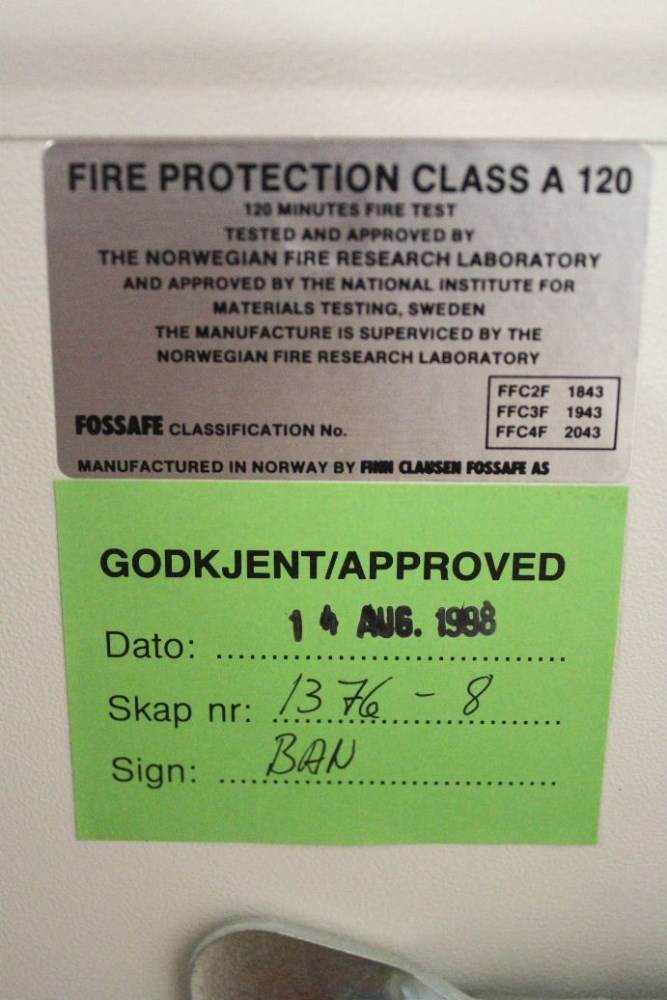 FIRE PROTECTION CLASS A 120
120 MINUTES FIRE TEST
TESTED AND APPROVED BY
THE NORWEGIAN FIRE RESEARCH LABORATORY
AND APPROVED BY THE NATIONAL INSTITUTE FOR
MATERIALS TESTING, SWEDEN
THE MANUFACTURE IS SUPERVICED BY THE
NORWEGIAN FIRE RESEARCH LABORATORY
FFC2F 1843
FFC3F 1943
FFC4F 2043
FOSSAFE CLASSIFICATION No.
MANUFACTURED IN NORWAY BY FINN CLAUSEN FOSSAFE AS
GODKJENT/APPROVED
Dato: 14 AUG. 1998
Skap nr: 1376 - 8
Sign: BAN